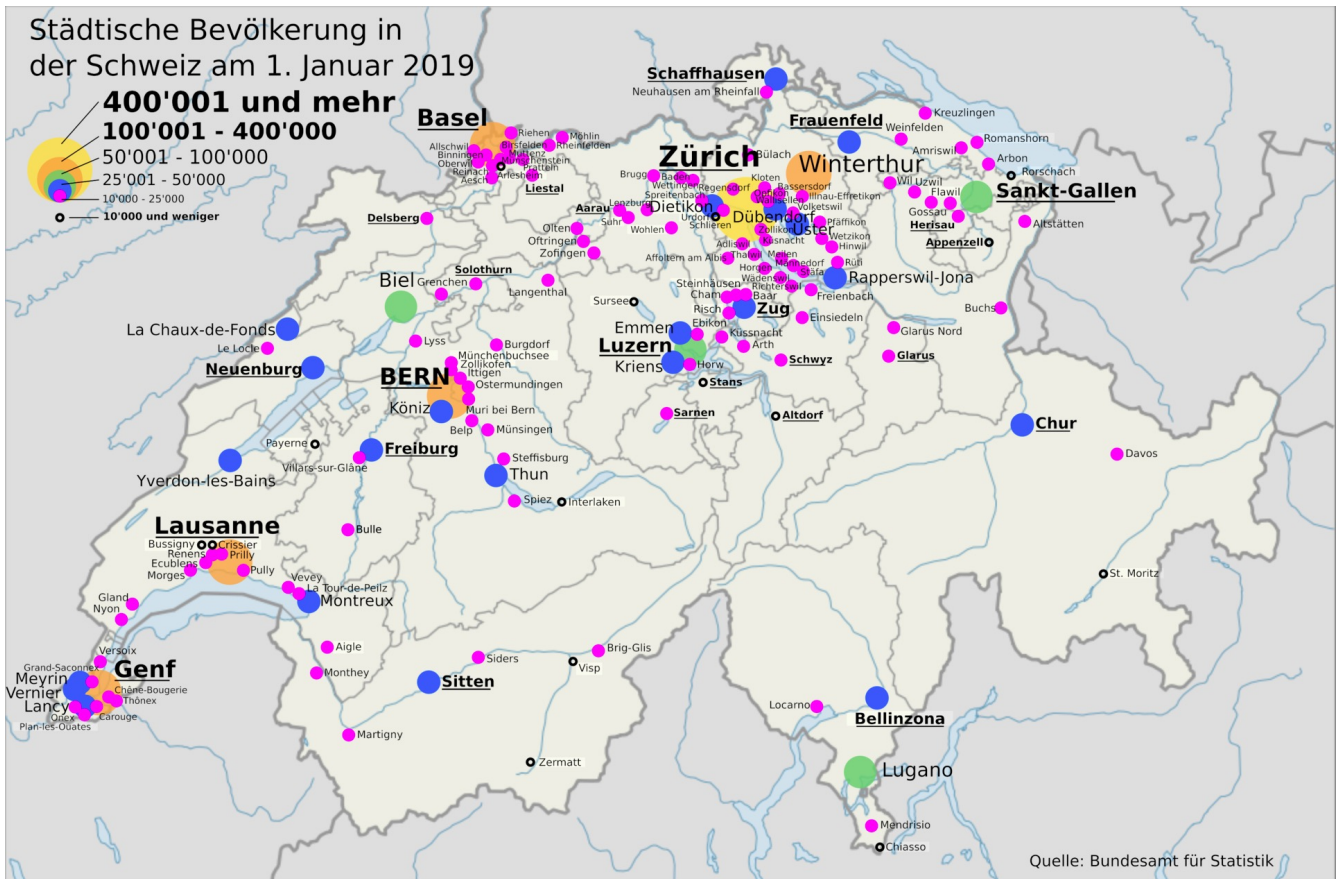 Städtische Bevölkerung in
der Schweiz am 1. Januar 2019
400'001 und mehr
100'001 - 400'000
50'001 - 100'000
25'001 - 50'000
10'000 - 25'000
10'000 und weniger
Schaffhausen
Neuhausen am Rheinfall
Basel
Riehen
Möhlin
Allschwil
Birsfelden
Rheinfelden
Binningen
Muttenz
Oberwil
Münschenstein
Reinach
Pratteln
Aesch
Arlesheim
Liestal
Frauenfeld
Kreuzlingen
Weinfelden
Romanshorn
Amriswil
Arbon
Rorschach
Zürich
Bülach
Winterthur
Brugg
Baden
Wettingen
Kloten
Regensdorf
Bassersdorf
Spreitenbach
Opfikon
Illnau-Effretikon
Wallisellen
Volketswil
Wil
Uzwil
Flawil
Sankt-Gallen
Gossau
Herisau
Altstätten
Appenzell
Delsberg
Aarau
Lenzburg
Suhr
Dietikon
Urdorf
Schlieren
Dübendorf
Uster
Pfäffikon
Olten
Wohlen
Zollikon
Wetzikon
Oftringen
Adliswil
Küsnacht
Hinwil
Zofingen
Affoltern am Albis
Thalwil
Meilen
Männedorf
Rüti
Horgen
Stäfa
Wädenswil
Rapperswil-Jona
Richterswil
Freienbach
Solothurn
Biel
Grenchen
Langenthal
Steinhausen
Cham
Baar
Sursee
Risch
Zug
Einsiedeln
Buchs
La Chaux-de-Fonds
Emmen
Ebikon
Küssnacht
Glarus Nord
Le Locle
Lyss
Burgdorf
Luzern
Arth
Glarus
Münchenbuchsee
Zollikofen
Kriens
Horw
Schwyz
Neuenburg
BERN
Ittigen
Ostermundingen
Stans
Köniz
Muri bei Bern
Sarnen
Altdorf
Belp
Münsingen
Chur
Payerne
Freiburg
Davos
Villars-sur-Glâne
Steffisburg
Yverdon-les-Bains
Thun
Spiez
Interlaken
Lausanne
Bulle
Bussigny
Crissier
Renens
Prilly
Ecublens
Morges
Pully
St. Moritz
Vevey
La Tour-de-Peilz
Montreux
Gland
Nyon
Aigle
Brig-Glis
Versoix
Siders
Visp
Genf
Grand-Saconnex
Monthey
Meyrin
Sitten
Vernier
Chêne-Bougerie
Thônex
Lancy
Onex
Carouge
Plan-les-Ouates
Locarno
Bellinzona
Martigny
Zermatt
Lugano
Mendrisio
Chiasso
Quelle: Bundesamt für Statistik